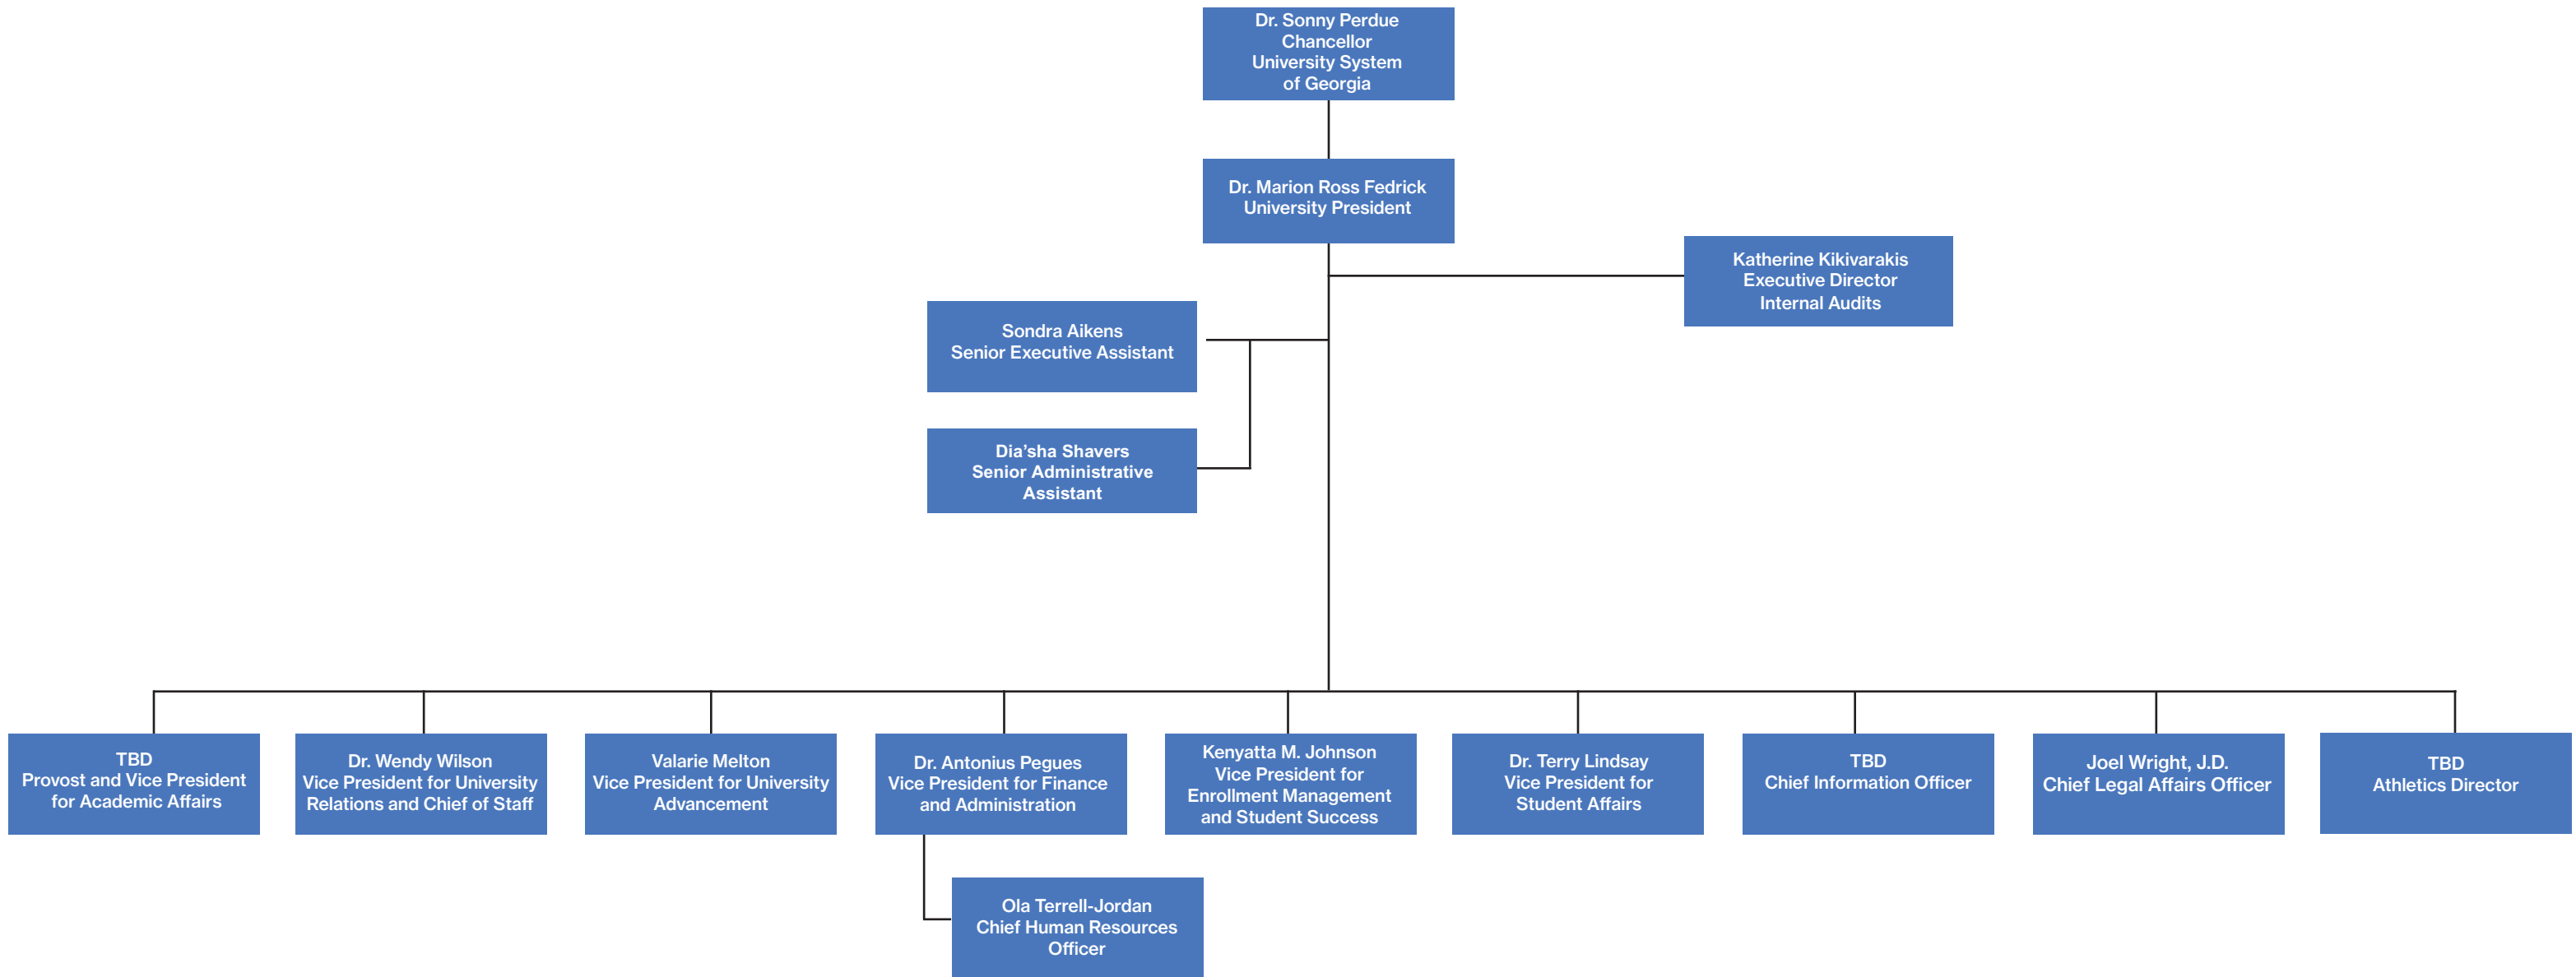 Dr. Sonny Perdue
Chancellor
University System
of Georgia
Dr. Marion Ross Fedrick
University President
Katherine Kikivarakis
Executive Director
Internal Audits
Sondra Aikens
Senior Executive Assistant
Dia’sha Shavers
Senior Administrative
Assistant
TBD
Provost and Vice President
for Academic Affairs
Dr. Wendy Wilson
Vice President for University
Relations and Chief of Staff
Valarie Melton
Vice President for University
Advancement
Dr. Antonius Pegues
Vice President for Finance
and Administration
Kenyatta M. Johnson
Vice President for
Enrollment Management
and Student Success
Dr. Terry Lindsay
Vice President for
Student Affairs
TBD
Chief Information Officer
Joel Wright, J.D.
Chief Legal Affairs Officer
TBD
Athletics Director
Ola Terrell-Jordan
Chief Human Resources
Officer